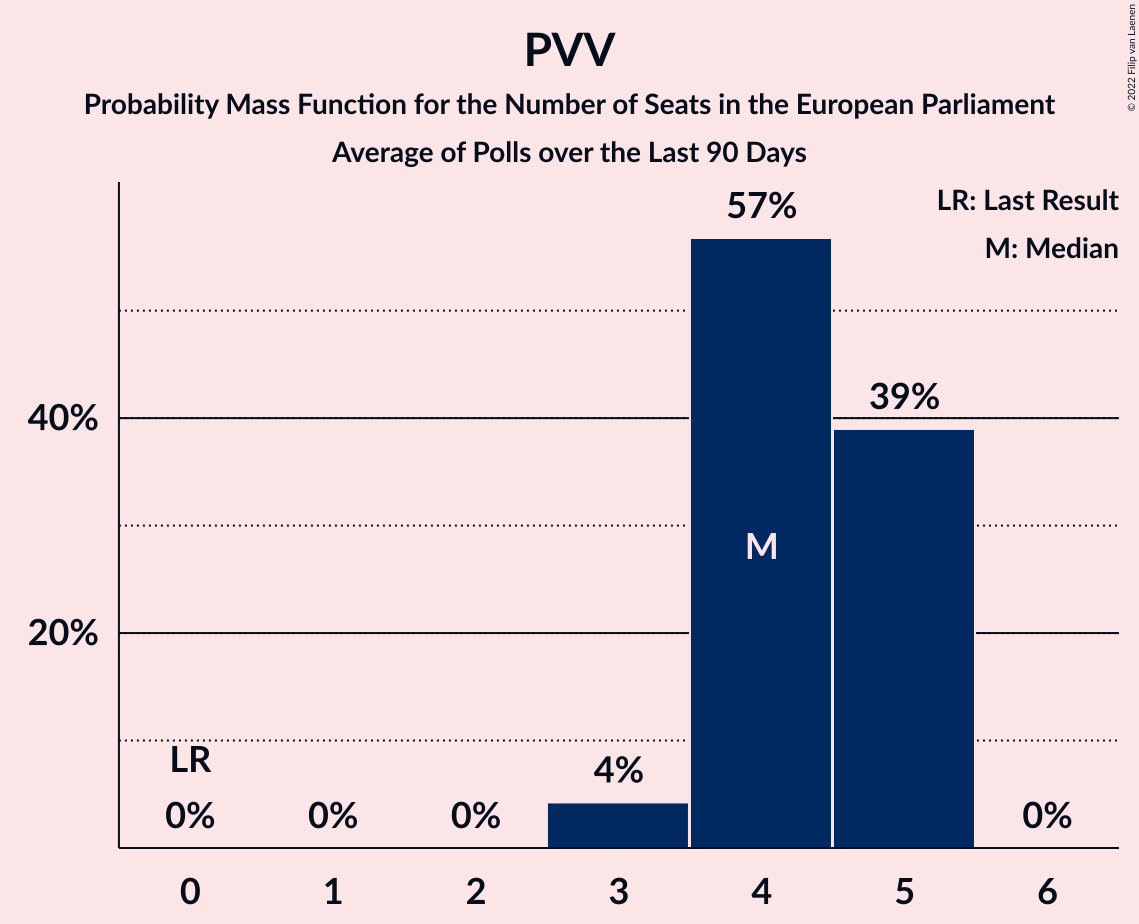 PVV
Probability Mass Function for the Number of Seats in the European Parliament
Average of Polls over the Last 90 Days
© 2022 Filip van Laenen
LR: Last Result
M: Median
57%
39%
40%
M
20%
LR
4%
0%
0%
0%
0%
0
1
2
3
4
5
6